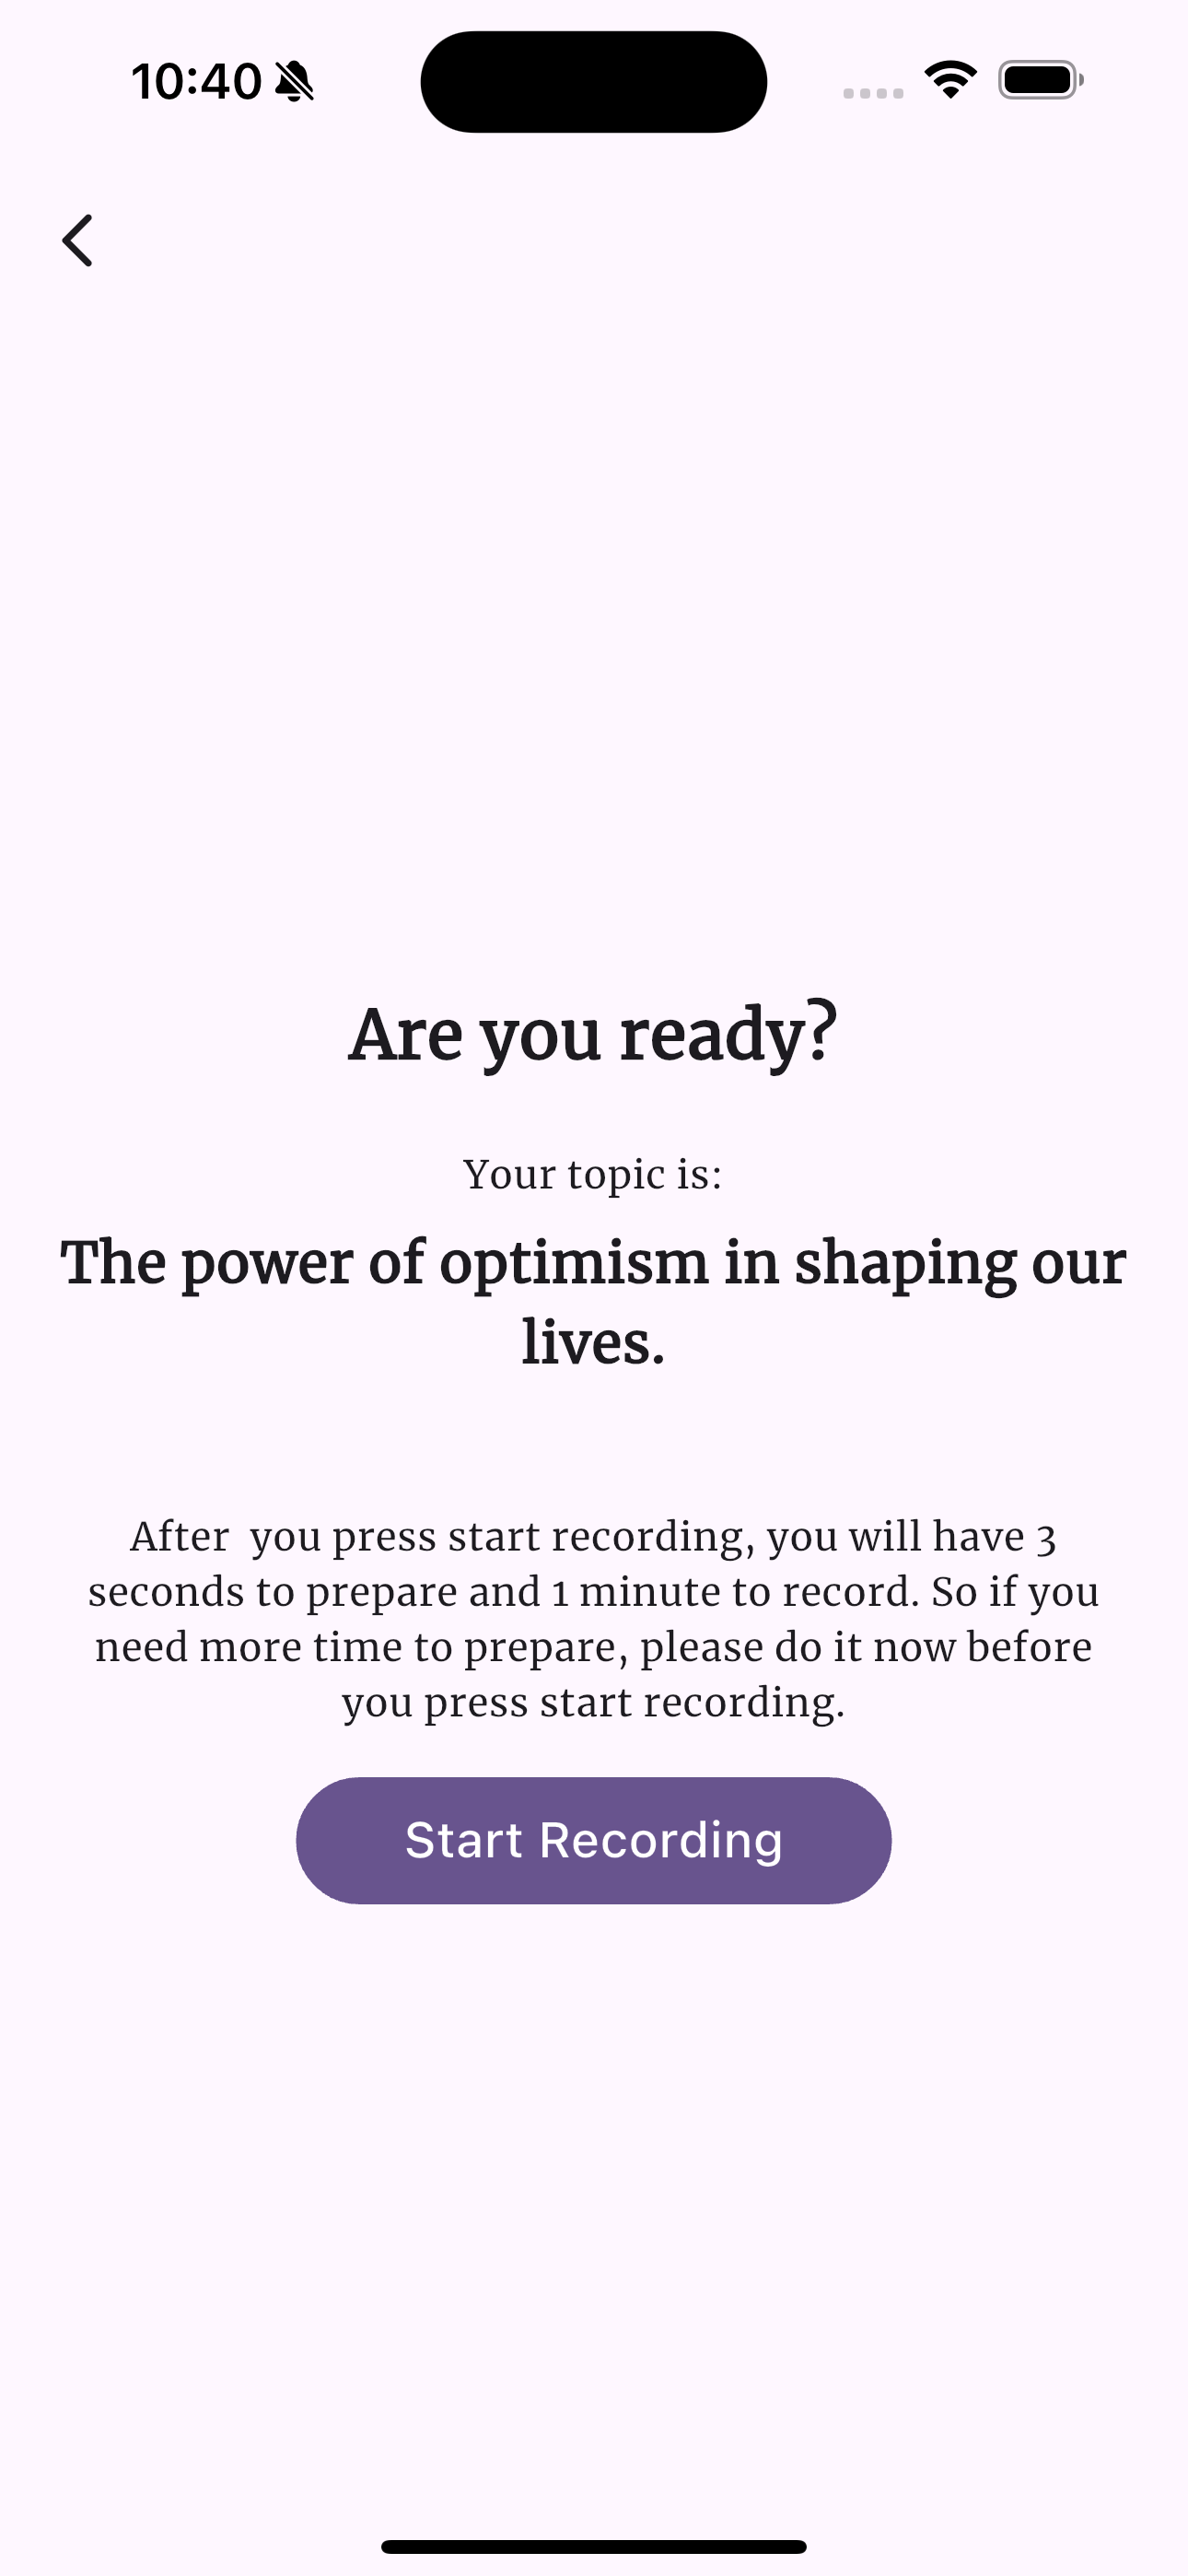 10:40
Are you ready?
Your topic is:
The power of optimism in shaping our
lives.
After  you press start recording, you will have 3
seconds to prepare and 1 minute to record. So if you
need more time to prepare, please do it now before
you press start recording.
Start Recording